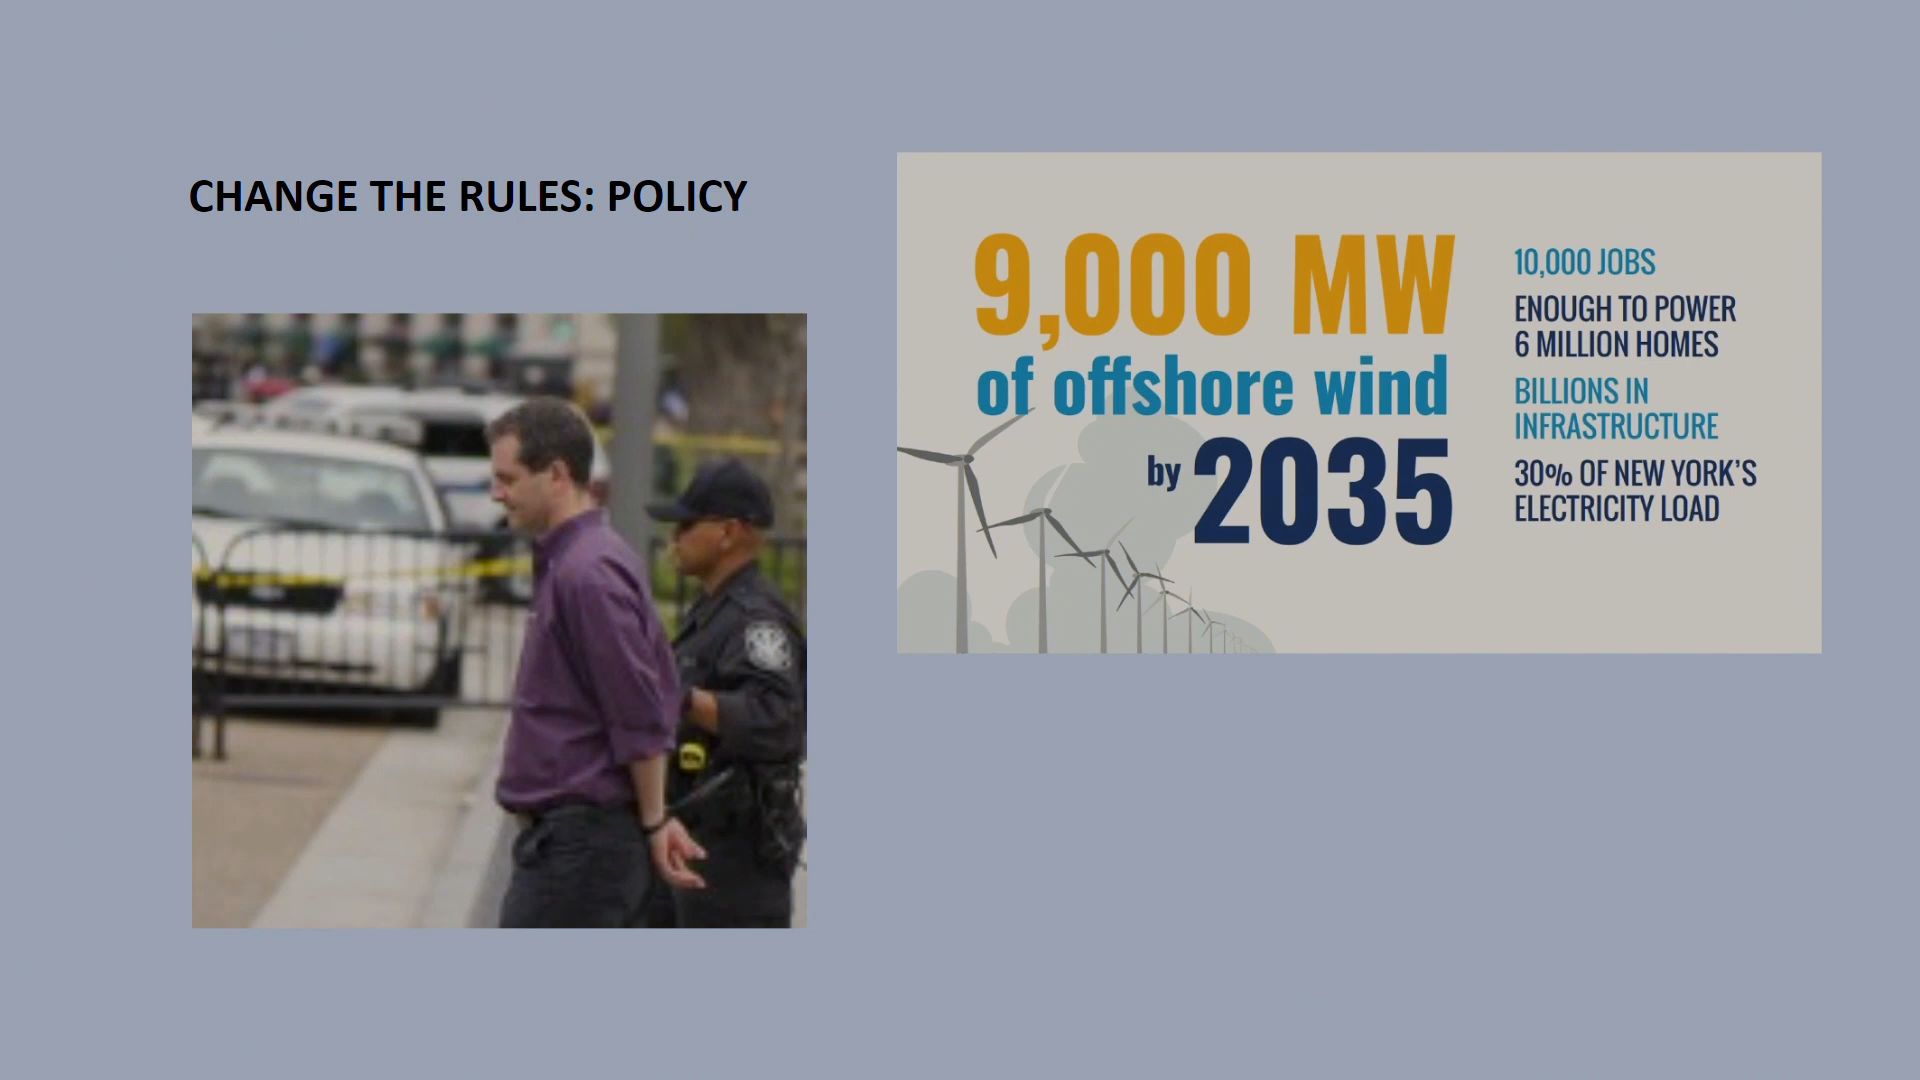 CHANGE THE RULES: POLICY
9,000 MW
of offshore wind
by 2035
10,000 JOBS
ENOUGH TO POWER
6 MILLION HOMES
BILLIONS IN
INFRASTRUCTURE
30% OF NEW YORK'S
ELECTRICITY LOAD